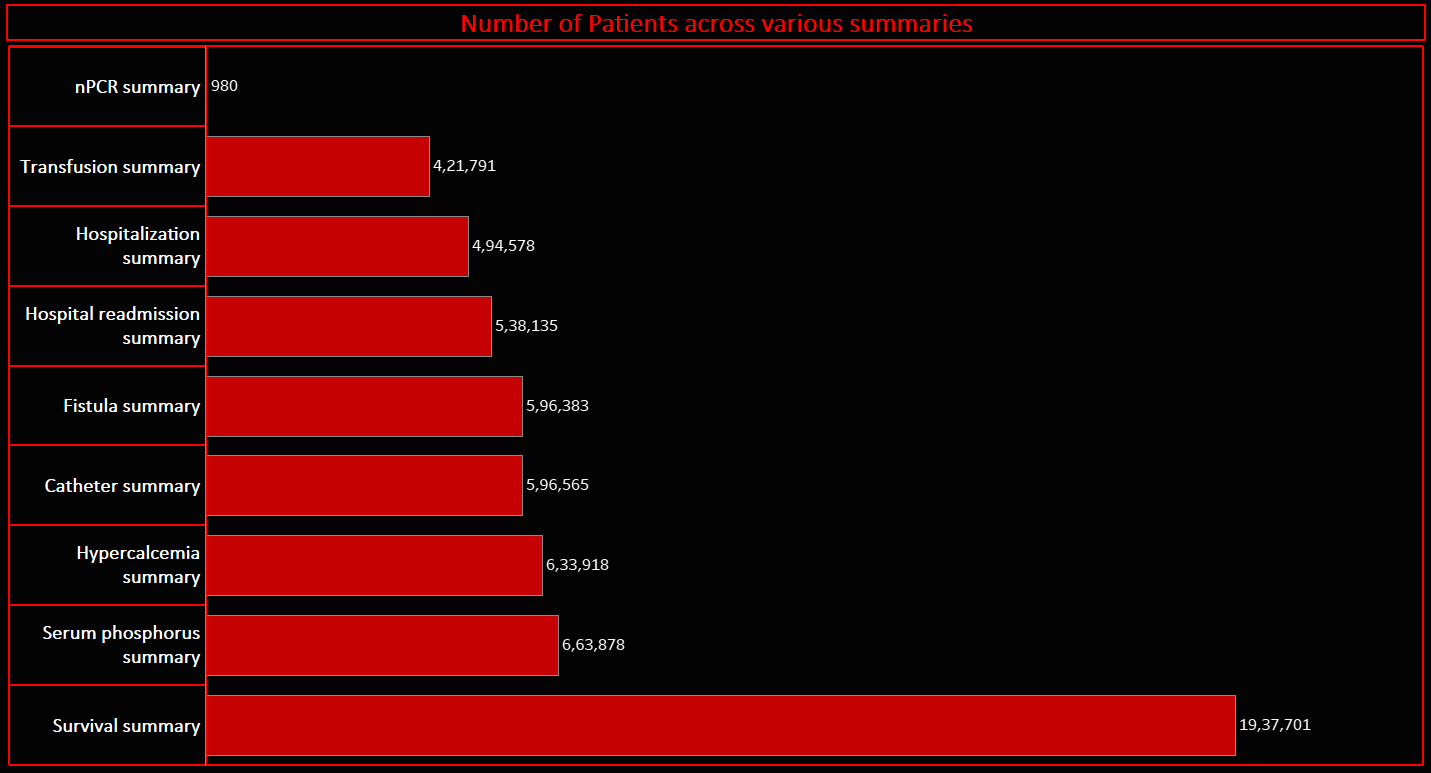 Number of Patients across various summaries
nPCR summary
980
Transfusion summary
4,21,791
Hospitalization
summary
4,94,578
Hospital readmission
summary
5,38,135
Fistula summary
5,96,383
Catheter summary
5,96,565
Hypercalcemia
summary
6,33,918
Serum phosphorus
summary
6,63,878
Survival summary
19,37,701